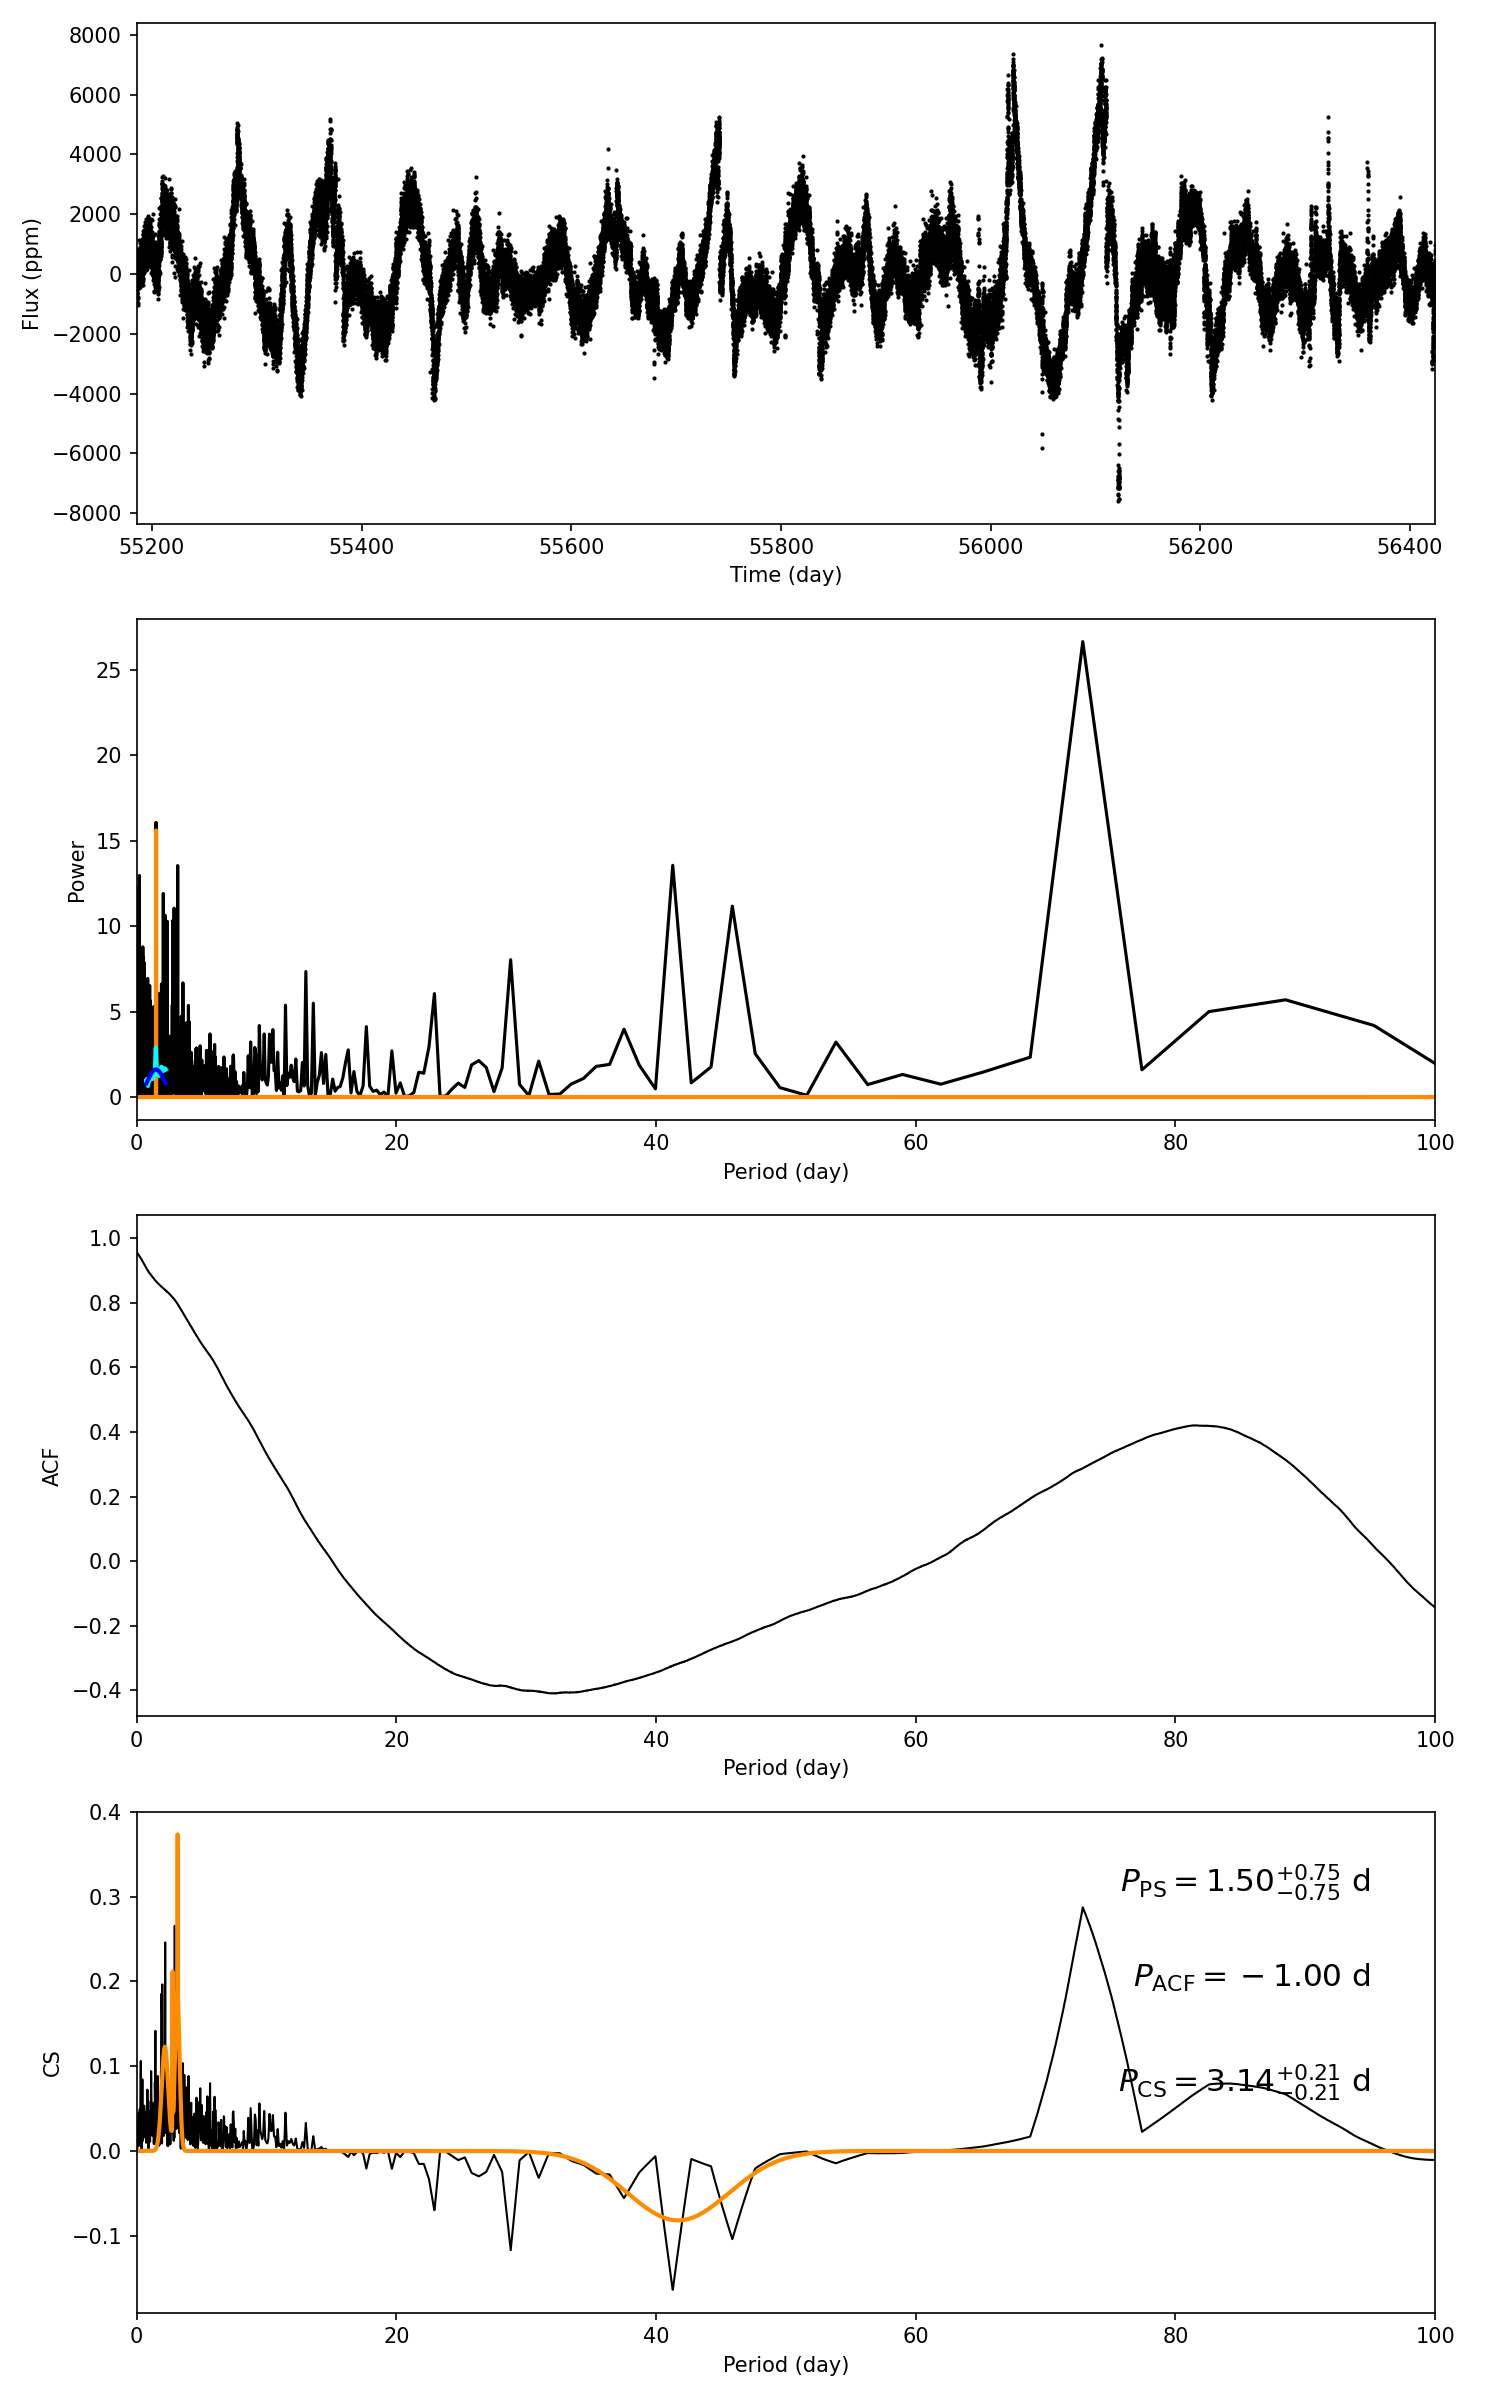 8000
6000
4000
2000
0
−2000
−4000
−6000
−8000
Flux (ppm)
55200 55400 55600 55800 56000 56200 56400
Time (day)
25
20
15
10
5
0
Power
0 20 40 60 80 100
Period (day)
1.0
0.8
0.6
0.4
0.2
0.0
−0.2
−0.4
ACF
0 20 40 60 80 100
Period (day)
0.4
0.3
0.2
0.1
0.0
−0.1
CS
P_PS = 1.50^{+0.75}_{−0.75} d
P_ACF = −1.00 d
P_CS = 3.14^{+0.21}_{−0.21} d
0 20 40 60 80 100
Period (day)